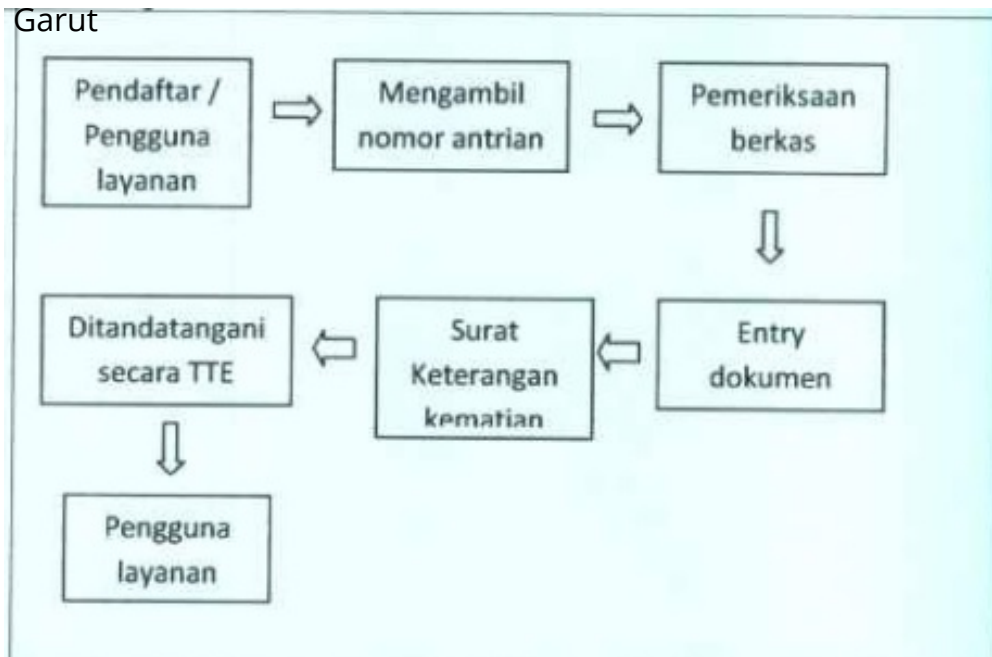 Garut
Pendaftar /
Pengguna
layanan
Mengambil
nomor antrian
Pemeriksaan
berkas
Entry
dokumen
Surat
Keterangan
kematian
Ditandatangani
secara TTE
Pengguna
layanan